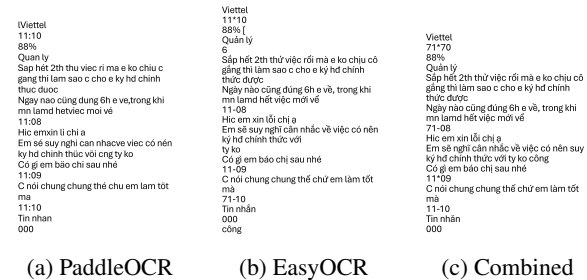 lViettel
11:10
88%
Quan ly
Sap hét 2th thu viec ri ma e ko chiu c
gang thi lam sao c cho e ky hd chinh
thuc duoc
Ngay nao cüng dung 6h e ve,trong khi
mn lamd hetviec moi vé
11:08
Hic emxin li chi a
Em sé suy nghi can nhacve viec có nén
ky hd chinh thüc vöi cng ty ko
Có gi em bäo chi sau nhé
11:09
C nói chung chung thé chu em lam töt
ma
11:10
Tin nhan
000
(a) PaddleOCR
Viettel
11*10
88% [
Quản lý
6
Sắp hết 2th thử việc rồi mà e ko chịu cô
gắng thì làm sao c cho e ký hđ chính
thức được
Ngày nào cũng đúng 6h e về, trong khi
mn lamd hết việc mới về
11-08
Hic em xin lỗi chị ạ
Em sẽ suy nghĩ cân nhắc về việc có nên
ký hđ chính thức với
ty ko
Có gì em báo chị sau nhé
11-09
C nói chung chung thế chứ em làm tốt
mà
71-10
Tin nhắn
000
công
(b) EasyOCR
Viettel
71*70
88%
Quản lý
Sắp hết 2th thử việc rồi mà e ko chịu cô
gắng thì làm sao c cho e ký hđ chính
thức được
Ngày nào cũng đúng 6h e về, trong khi
mn lamd hết việc mới về
71-08
Hic em xin lỗi chị ạ
Em sẽ suy nghĩ cân nhắc về việc có nên suy
ký hđ chính thức với ty ko công
Có gì em báo chị sau nhé
11*09
C nói chung chung thế chứ em làm tốt
mà
11-10
Tin nhăn
000
(c) Combined